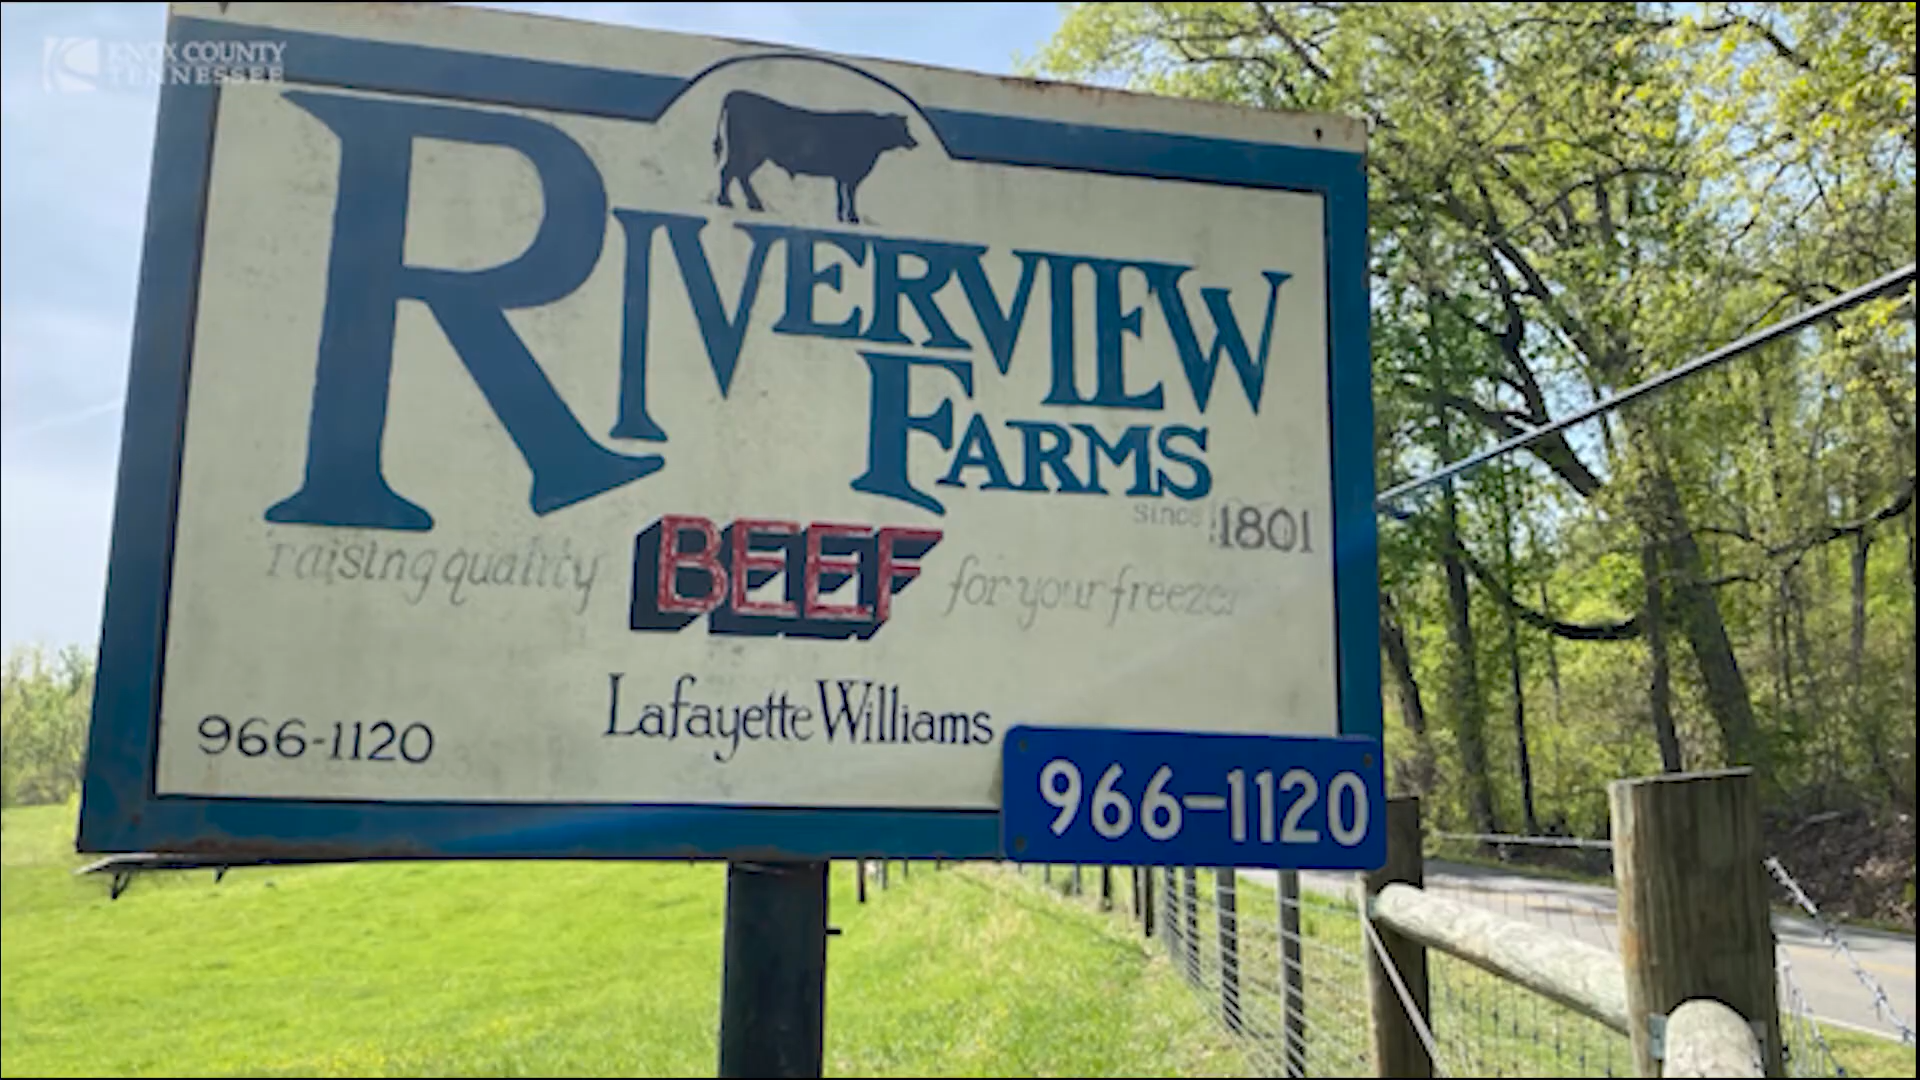 KNOX COUNTY
TENNESSEE
RIVERVIEW
FARMS
since 1801
raising quality BEEF for your freezer
Lafayette Williams
966-1120
966-1120